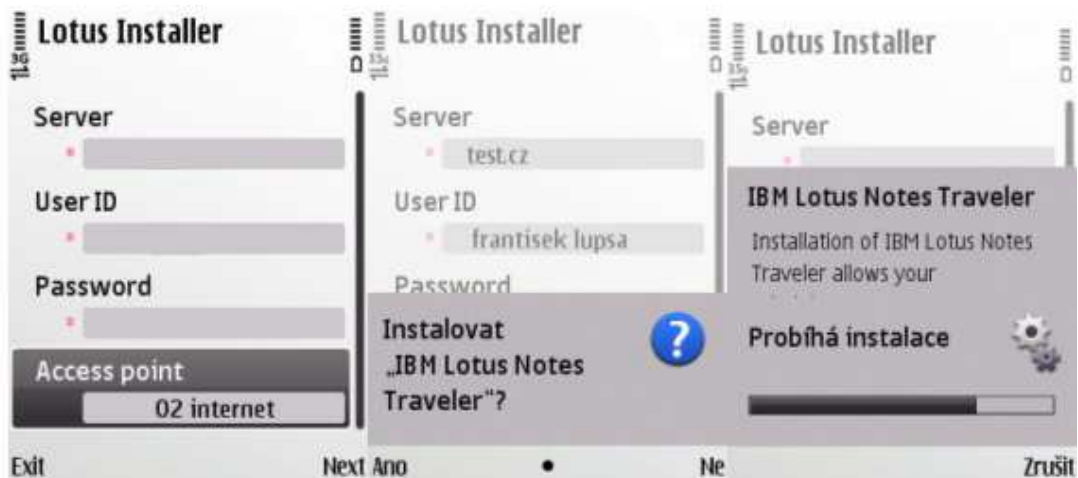 Lotus Installer
3G
Server
*
User ID
*
Password
*
Access point
O2 internet
Exit
Next
Lotus Installer
Server
*
test.cz
User ID
*
frantisek lupsa
Password
Instalovat
„IBM Lotus Notes
Traveler“?
Ano
Ne
Lotus Installer
Server
*
IBM Lotus Notes Traveler
Installation of IBM Lotus Notes
Traveler allows your
Probíhá instalace
Zrušit